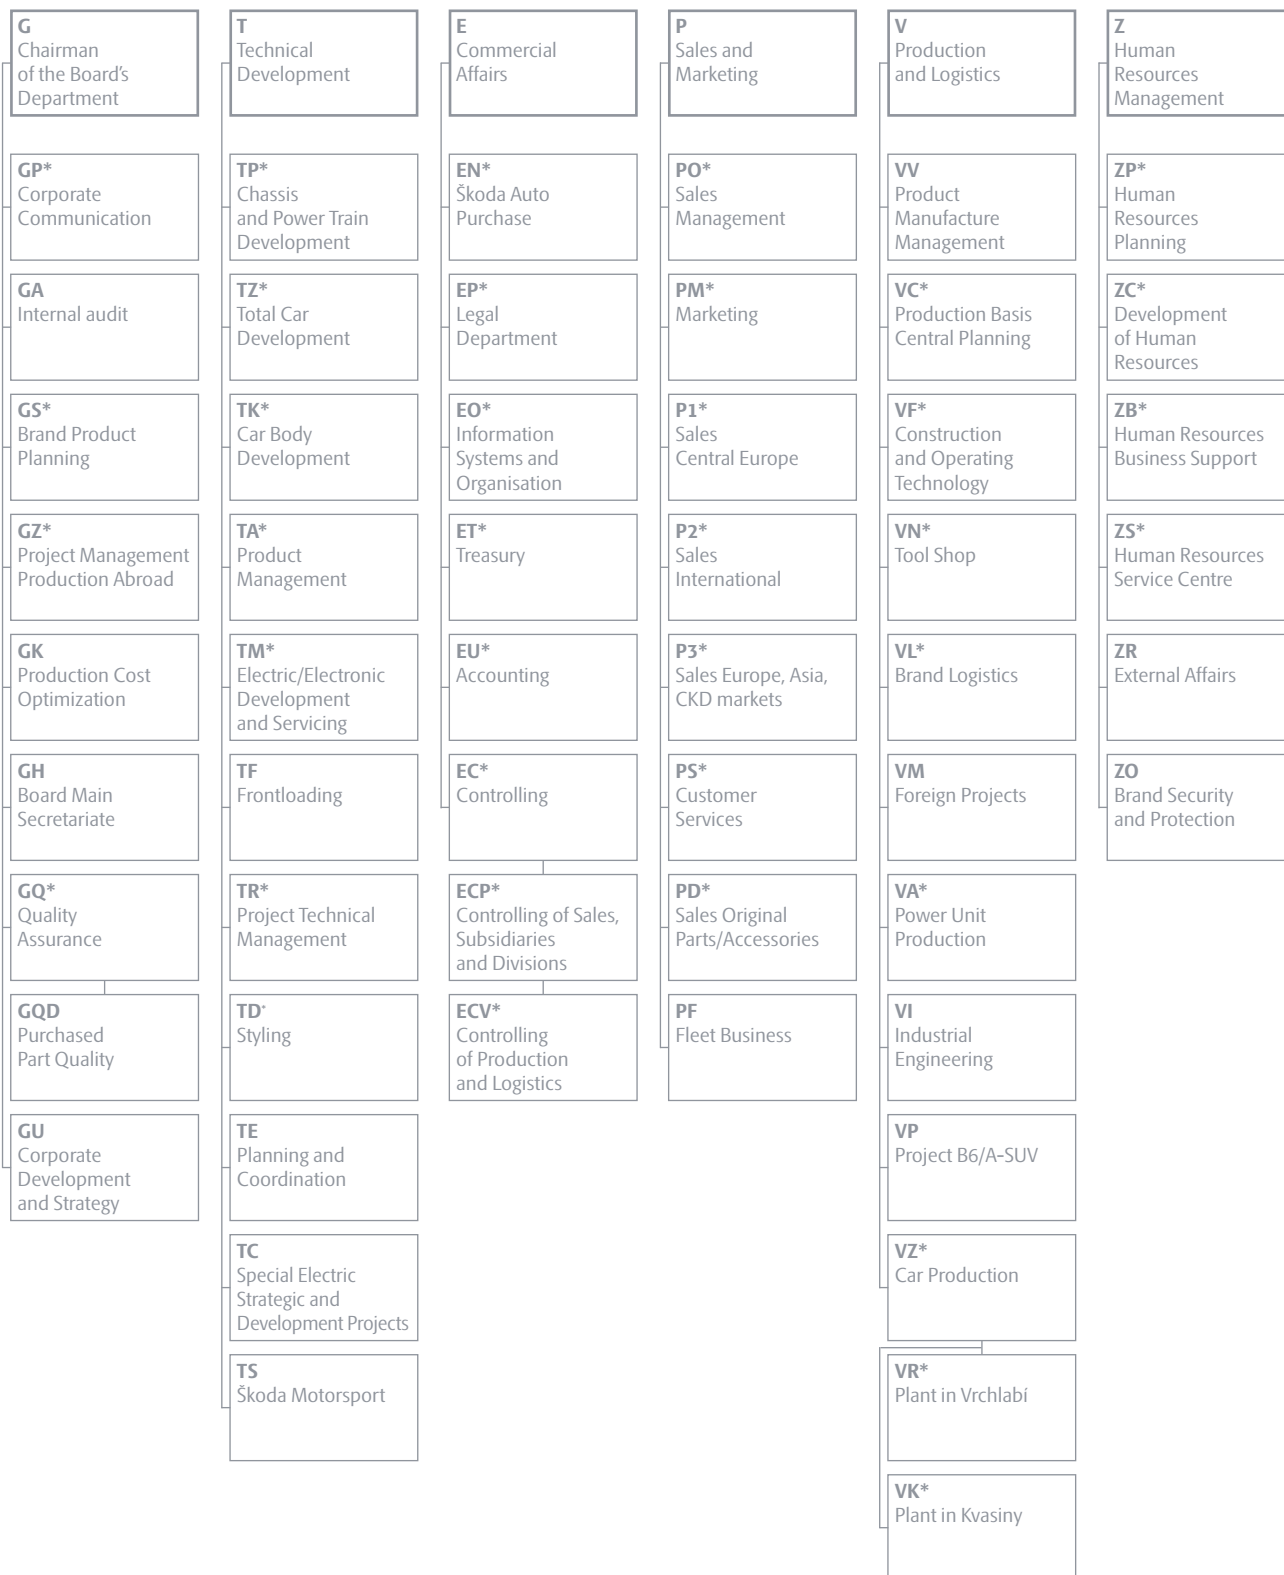 G
Chairman
of the Board's
Department
GP*
Corporate
Communication
GA
Internal audit
GS*
Brand Product
Planning
GZ*
Project Management
Production Abroad
GK
Production Cost
Optimization
GH
Board Main
Secretariate
GQ*
Quality
Assurance
GQD
Purchased
Part Quality
GU
Corporate
Development
and Strategy
T
Technical
Development
TP*
Chassis
and Power Train
Development
TZ*
Total Car
Development
TK*
Car Body
Development
TA*
Product
Management
TM*
Electric/Electronic
Development
and Servicing
TF
Frontloading
TR*
Project Technical
Management
TD*
Styling
TE
Planning and
Coordination
TC
Special Electric
Strategic and
Development Projects
TS
Škoda Motorsport
E
Commercial
Affairs
EN*
Škoda Auto
Purchase
EP*
Legal
Department
EO*
Information
Systems and
Organisation
ET*
Treasury
EU*
Accounting
EC*
Controlling
ECP*
Controlling of Sales,
Subsidiaries
and Divisions
ECV*
Controlling
of Production
and Logistics
P
Sales and
Marketing
PO*
Sales
Management
PM*
Marketing
P1*
Sales
Central Europe
P2*
Sales
International
P3*
Sales Europe, Asia,
CKD markets
PS*
Customer
Services
PD*
Sales Original
Parts/Accessories
PF
Fleet Business
V
Production
and Logistics
VV
Product
Manufacture
Management
VC*
Production Basis
Central Planning
VF*
Construction
and Operating
Technology
VN*
Tool Shop
VL*
Brand Logistics
VM
Foreign Projects
VA*
Power Unit
Production
VI
Industrial
Engineering
VP
Project B6/A-SUV
VZ*
Car Production
VR*
Plant in Vrchlabí
VK*
Plant in Kvasiny
Z
Human
Resources
Management
ZP*
Human
Resources
Planning
ZC*
Development
of Human
Resources
ZB*
Human Resources
Business Support
ZS*
Human Resources
Service Centre
ZR
External Affairs
ZO
Brand Security
and Protection